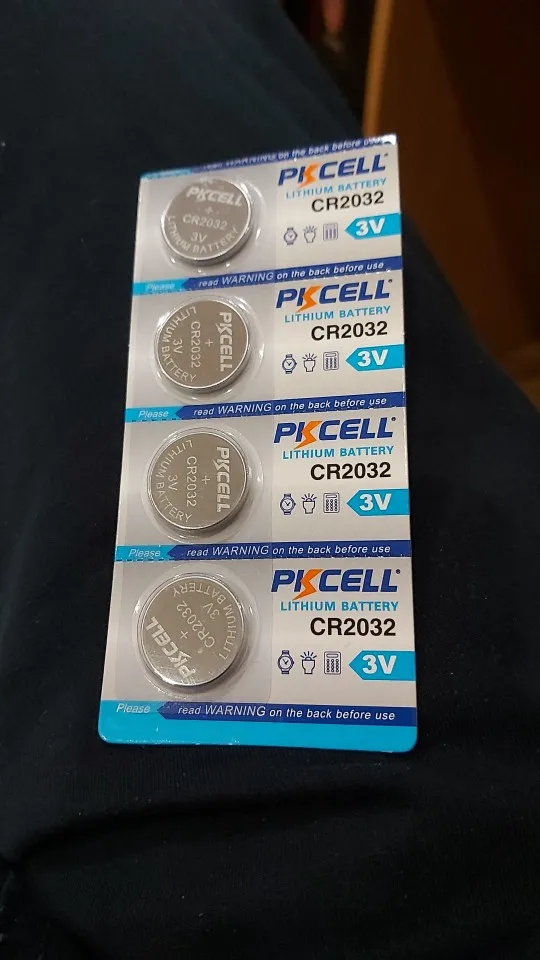 read WARNING on the back before use
PKCELL
LITHIUM BATTERY
CR2032
3V
PKCELL
+
CR2032
3V
LITHIUM BATTERY
Please
read WARNING on the back before use
PKCELL
LITHIUM BATTERY
CR2032
3V
PKCELL
+
CR2032
3V
LITHIUM BATTERY
Please
read WARNING on the back before use
PKCELL
LITHIUM BATTERY
CR2032
3V
PKCELL
+
CR2032
3V
LITHIUM BATTERY
Please
read WARNING on the back before use
PKCELL
LITHIUM BATTERY
CR2032
3V
PKCELL
+
CR2032
3V
LITHIUM BATTERY
Please
read WARNING on the back before use